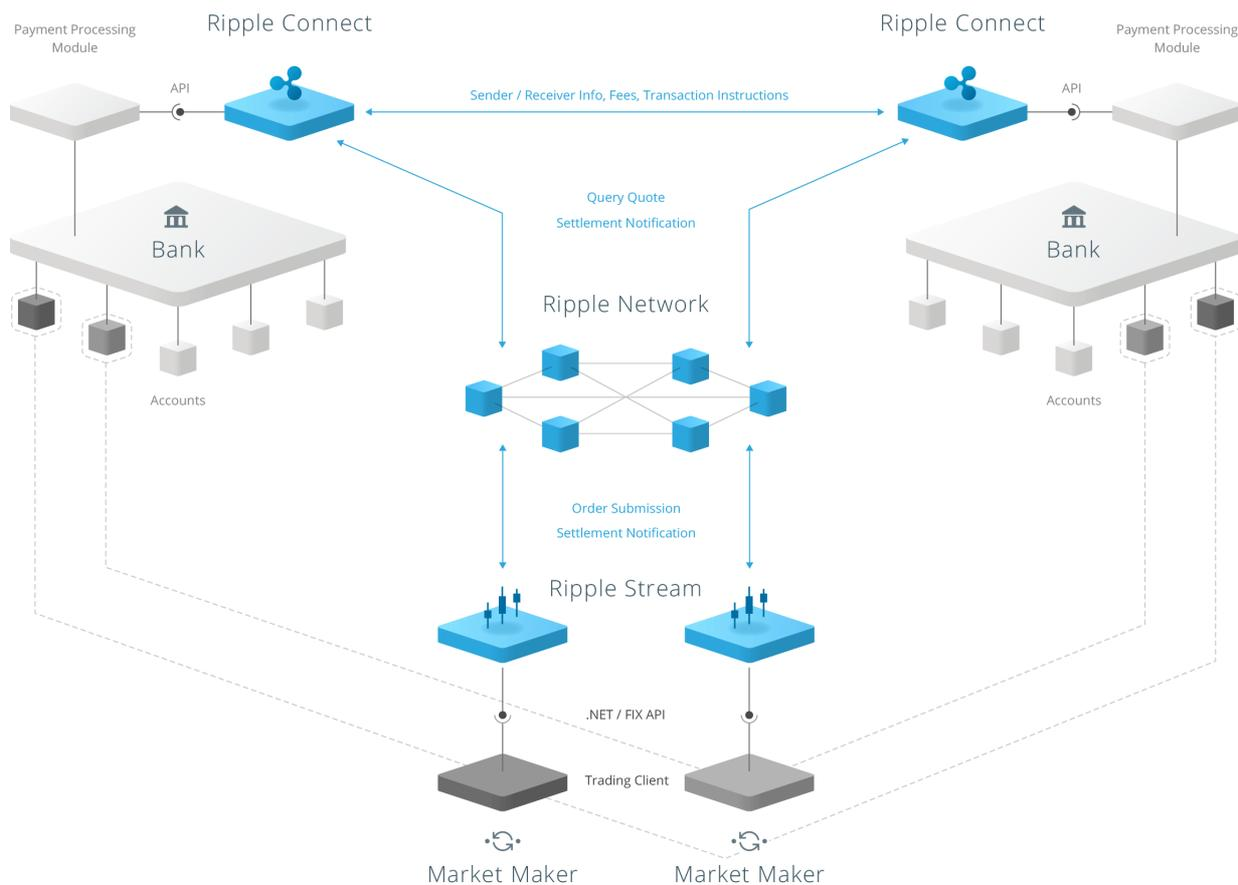 Ripple Connect
Ripple Connect
Payment Processing
Module
Payment Processing
Module
API
API
Sender / Receiver Info, Fees, Transaction Instructions
Query Quote
Settlement Notification
Bank
Bank
Ripple Network
Accounts
Accounts
Order Submission
Settlement Notification
Ripple Stream
.NET / FIX API
Trading Client
Market Maker
Market Maker